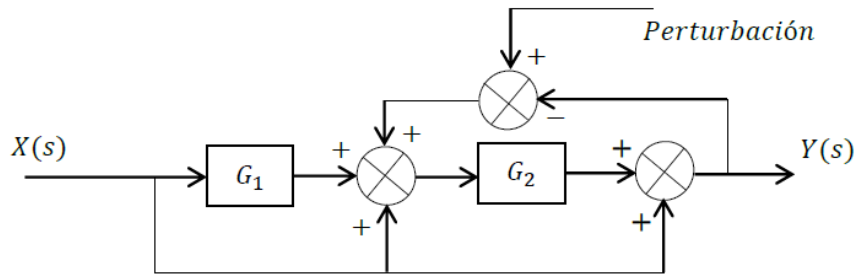 Perturbación
+
−
X(s)
+
+
+
Y(s)
G₁
G₂
+
+